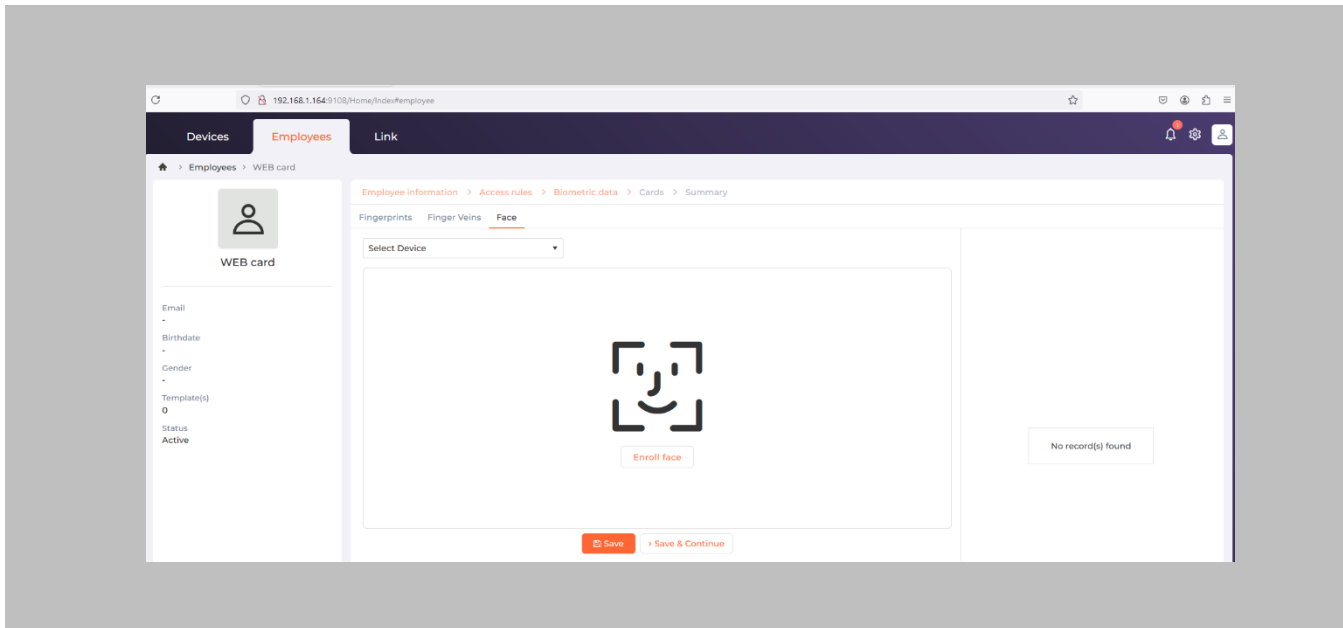 192.168.1.164:9108/Home/Index#employee
Devices
Employees
Link
1
> Employees > WEB card
WEB card
Email
-
Birthdate
-
Gender
-
Template(s)
0
Status
Active
Employee information > Access rules > Biometric data > Cards > Summary
Fingerprints Finger Veins Face
Select Device
Enroll face
Save
> Save & Continue
No record(s) found